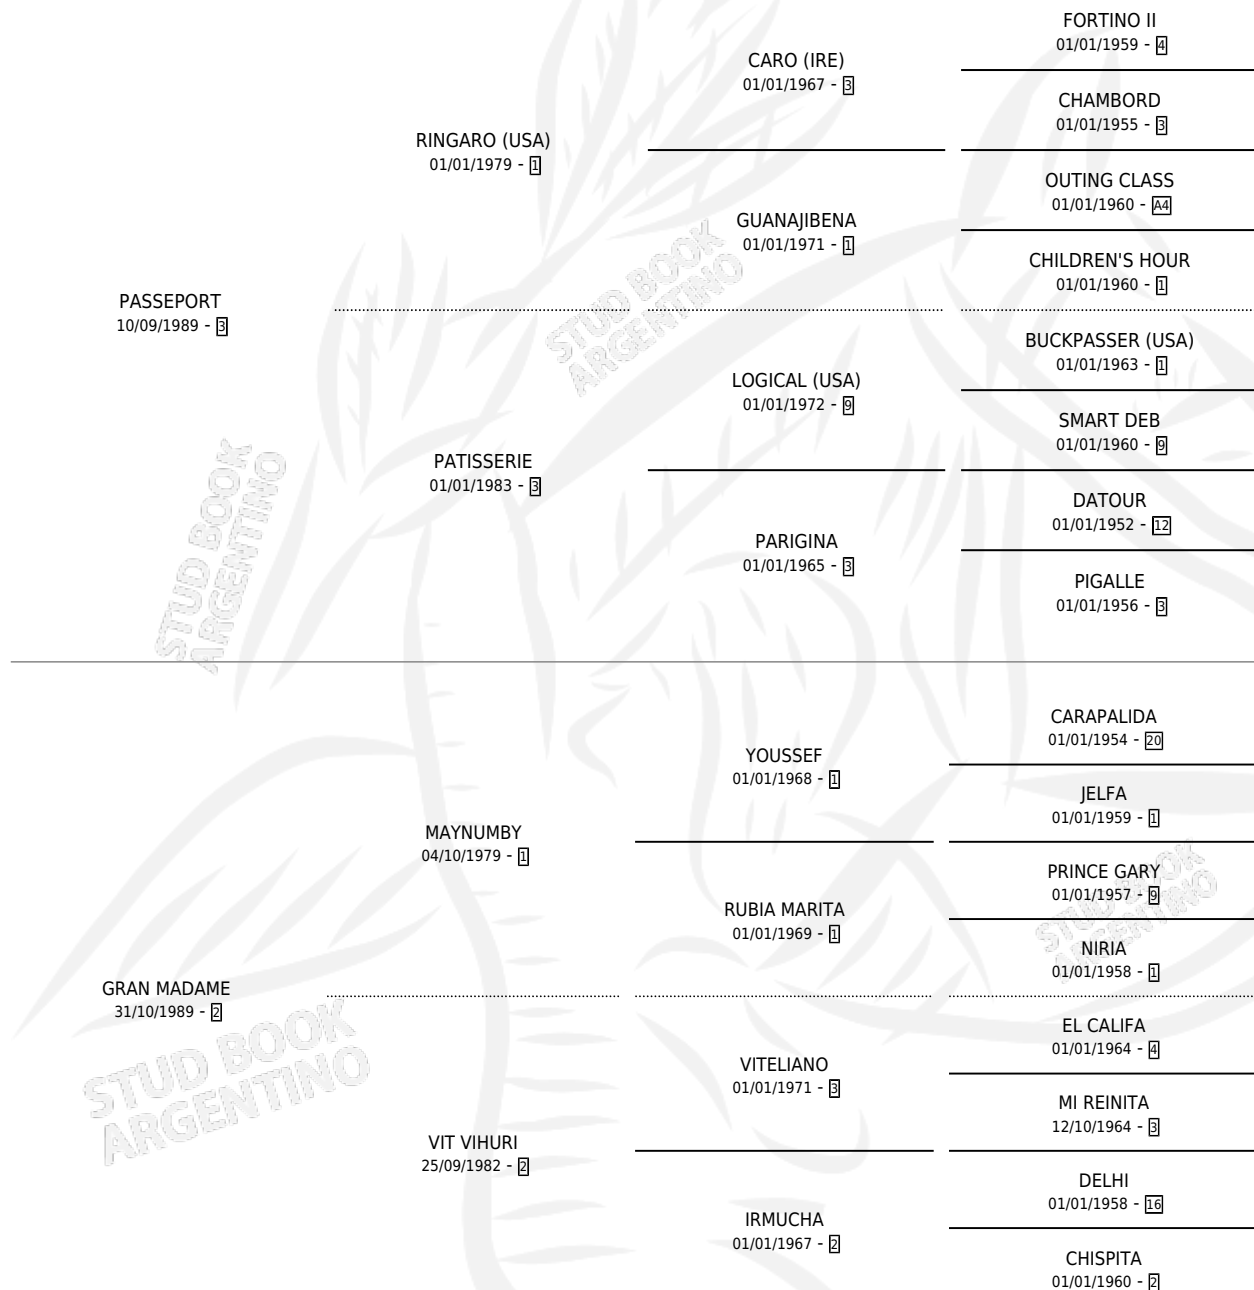 FORTINO II
01/01/1959 - 4
CARO (IRE)
01/01/1967 - 3
CHAMBORD
01/01/1955 - 3
RINGARO (USA)
01/01/1979 - 1
OUTING CLASS
01/01/1960 - A4
GUANAJIBENA
01/01/1971 - 1
CHILDREN'S HOUR
01/01/1960 - 1
PASSEPORT
10/09/1989 - 3
BUCKPASSER (USA)
01/01/1963 - 1
LOGICAL (USA)
01/01/1972 - 9
SMART DEB
01/01/1960 - 9
PATISSERIE
01/01/1983 - 3
DATOUR
01/01/1952 - 12
PARIGINA
01/01/1965 - 3
PIGALLE
01/01/1956 - 3
CARAPALIDA
01/01/1954 - 20
YOUSSEF
01/01/1968 - 1
JELFA
01/01/1959 - 1
MAYNUMBY
04/10/1979 - 1
PRINCE GARY
01/01/1957 - 9
RUBIA MARITA
01/01/1969 - 1
NIRIA
01/01/1958 - 1
GRAN MADAME
31/10/1989 - 2
EL CALIFA
01/01/1964 - 4
VITELIANO
01/01/1971 - 3
MI REINITA
12/10/1964 - 3
VIT VIHURI
25/09/1982 - 2
DELHI
01/01/1958 - 16
IRMUCHA
01/01/1967 - 2
CHISPITA
01/01/1960 - 2
STUD BOOK
ARGENTINO
STUD BOOK
ARGENTINO
STUD BOOK
ARGENTINO
STUD BOOK
ARGENTINO